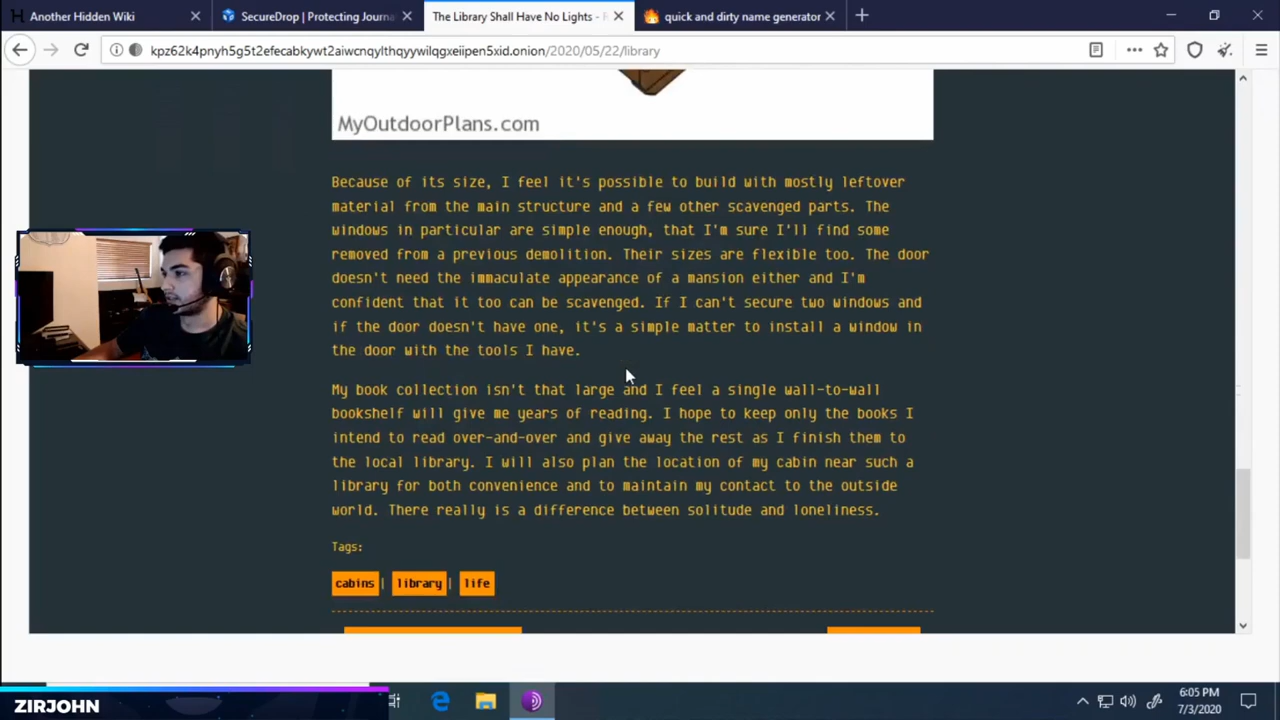 Another Hidden Wiki
SecureDrop | Protecting Journa
The Library Shall Have No Lights -
quick and dirty name generator
kpz62k4pnyh5g5t2efecabkywt2aiwcnqylthqyywilqgxeiipen5xid.onion/2020/05/22/library
MyOutdoorPlans.com
Because of its size, I feel it's possible to build with mostly leftover
material from the main structure and a few other scavenged parts. The
windows in particular are simple enough, that I'm sure I'll find some
removed from a previous demolition. Their sizes are flexible too. The door
doesn't need the immaculate appearance of a mansion either and I'm
confident that it too can be scavenged. If I can't secure two windows and
if the door doesn't have one, it's a simple matter to install a window in
the door with the tools I have.
My book collection isn't that large and I feel a single wall-to-wall
bookshelf will give me years of reading. I hope to keep only the books I
intend to read over-and-over and give away the rest as I finish them to
the local library. I will also plan the location of my cabin near such a
library for both convenience and to maintain my contact to the outside
world. There really is a difference between solitude and loneliness.
Tags:
cabins | library | life
ZIRJOHN
6:05 PM
7/3/2020